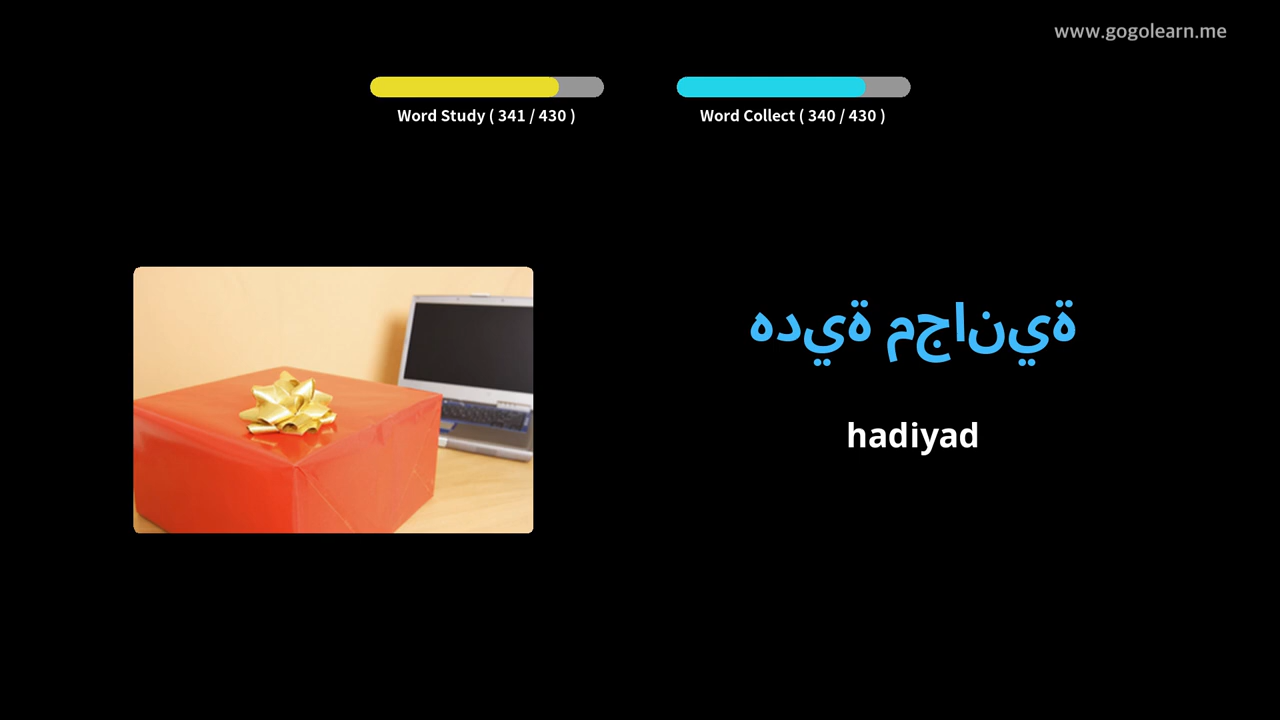 www.gogolearn.me
Word Study ( 341 / 430 )
Word Collect ( 340 / 430 )
هدية مجانية
hadiyad